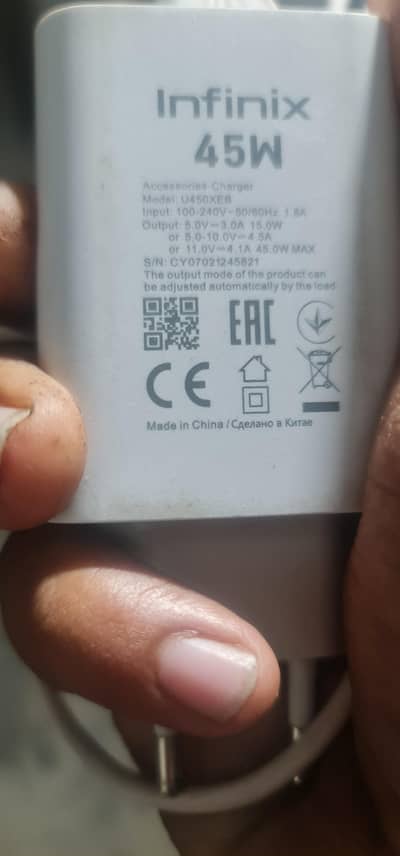 Infinix
45W
Accessories-Charger
Model: U450XEB
Input: 100-240V~50/60Hz 1.8A
Output: 5.0V⎓3.0A 15.0W
or 5.0-10.0V⎓4.5A
or 11.0V⎓4.1A 45.0W MAX
S/N: CY07021245821
The output mode of the product can
be adjusted automatically by the load
EAC
CE
Made in China / Сделано в Китае